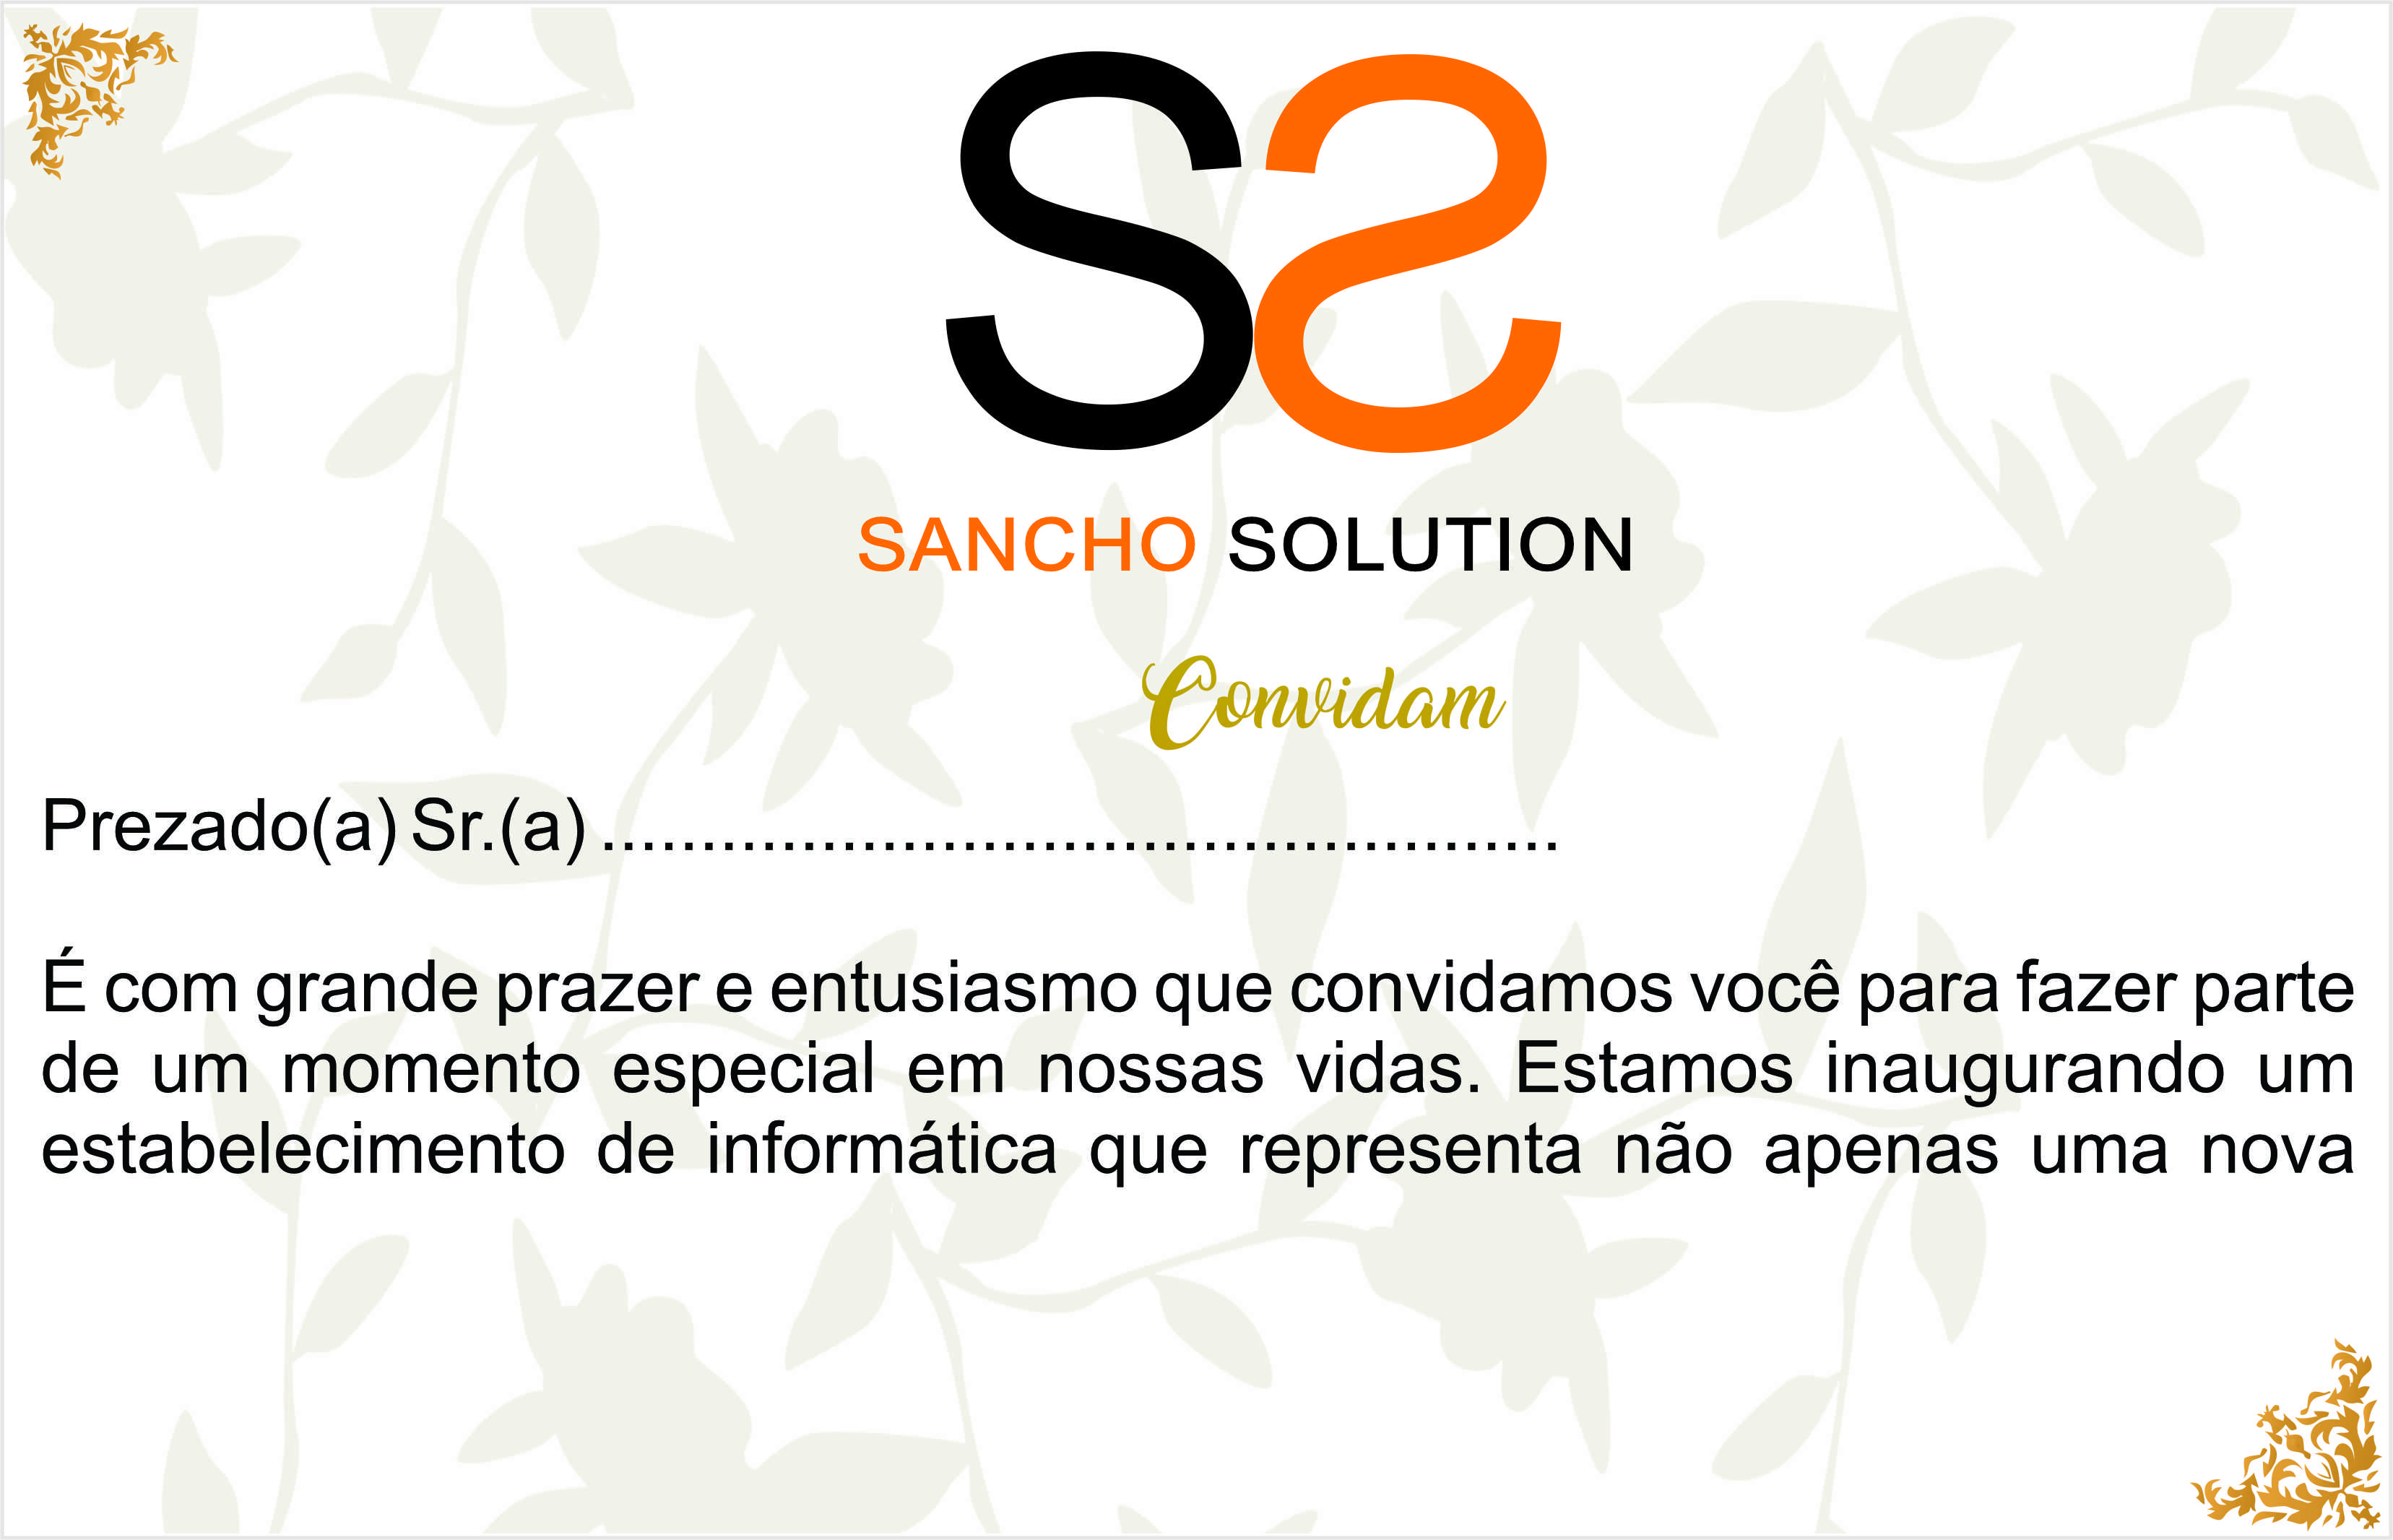 SS
SANCHO SOLUTION
Convidam
Prezado(a) Sr.(a) ........................................
É com grande prazer e entusiasmo que convidamos você para fazer parte
de um momento especial em nossas vidas. Estamos inaugurando um
estabelecimento de informática que representa não apenas uma nova